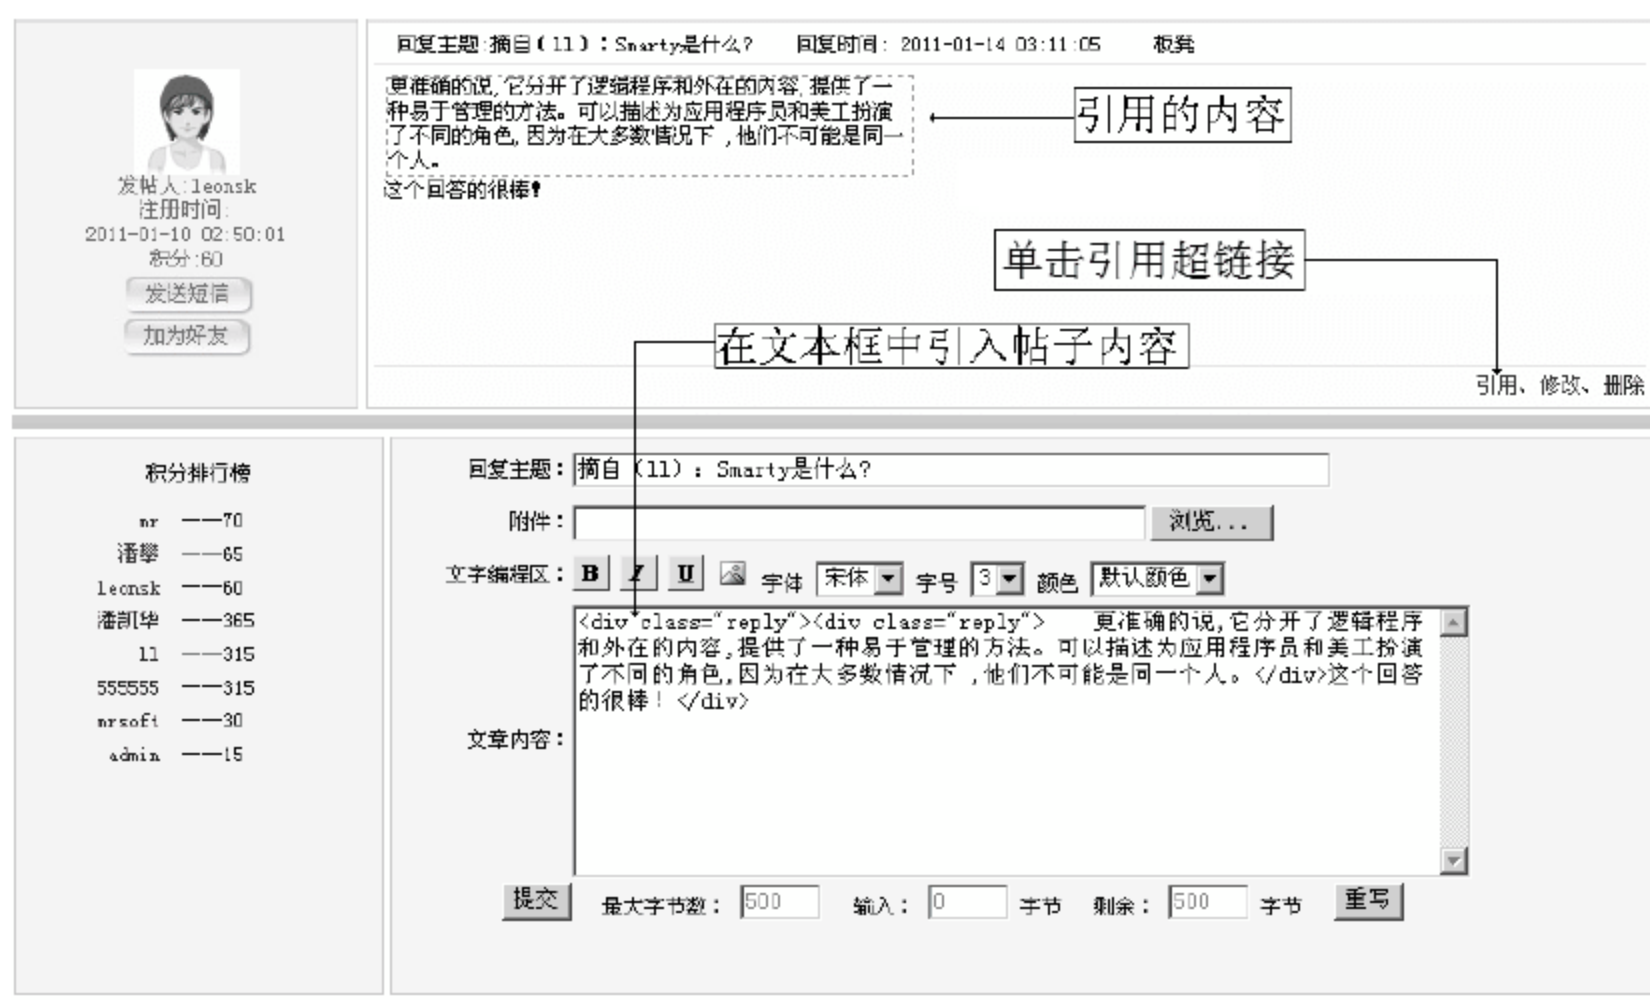 回复主题:摘自(ll):Smarty是什么? 回复时间: 2011-01-14 03:11:05 板凳
更准确的说,它分开了逻辑程序和外在的内容,提供了一
种易于管理的方法。可以描述为应用程序员和美工扮演
了不同的角色,因为在大多数情况下 ,他们不可能是同一
个人。
这个回答的很棒!
引用的内容
发帖人:leonsk
注册时间:
2011-01-10 02:50:01
积分:60
发送短信
加为好友
单击引用超链接
在文本框中引入帖子内容
引用、修改、删除
积分排行榜
mr ——70
潘攀 ——65
leonsk ——60
潘凯华 ——365
ll ——315
555555 ——315
mrsoft ——30
admin ——15
回复主题: 摘自(ll):Smarty是什么?
附件: 浏览...
文字编程区: B I U 字体 宋体 字号 3 颜色 默认颜色
文章内容:
<div class="reply"><div class="reply"> 更准确的说,它分开了逻辑程序
和外在的内容,提供了一种易于管理的方法。可以描述为应用程序员和美工扮演
了不同的角色,因为在大多数情况下 ,他们不可能是同一个人。</div>这个回答
的很棒!</div>
提交 最大字节数: 500 输入: 0 字节 剩余: 500 字节 重写